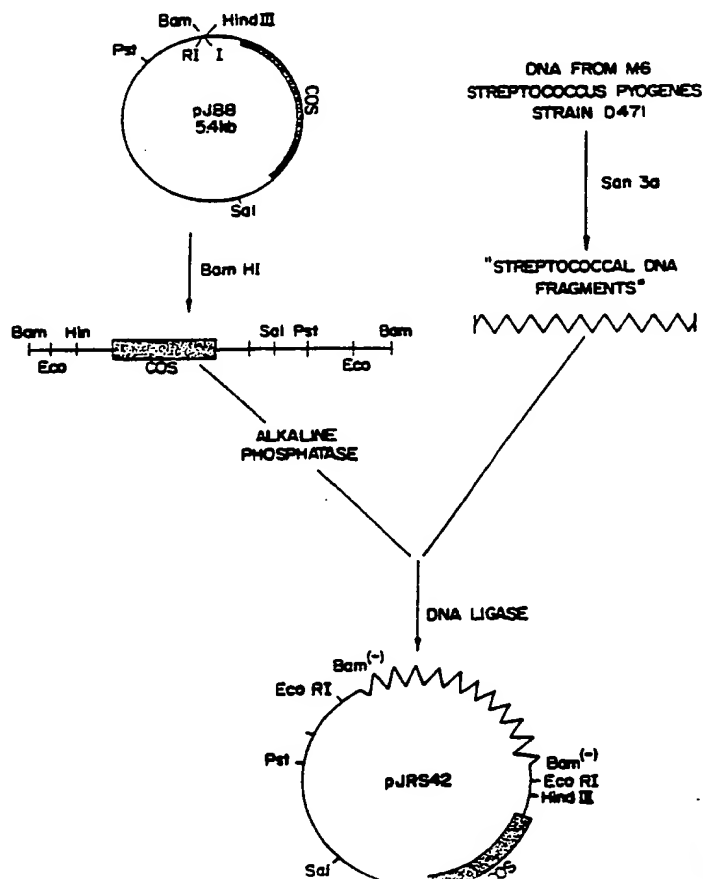 Bam Hind III
Pst RI I
pJB8
5.4kb
COS
Sal
Bam HI
DNA FROM M6
STREPTOCOCCUS PYOGENES
STRAIN D471
San 3a
"STREPTOCOCCAL DNA
FRAGMENTS"
Bam Hin Sal Pst Bam
Eco COS Eco
ALKALINE
PHOSPHATASE
DNA LIGASE
Bam(-)
Eco RI
Pst
pJRS42
Bam(-)
Eco RI
Hind III
Sal
COS